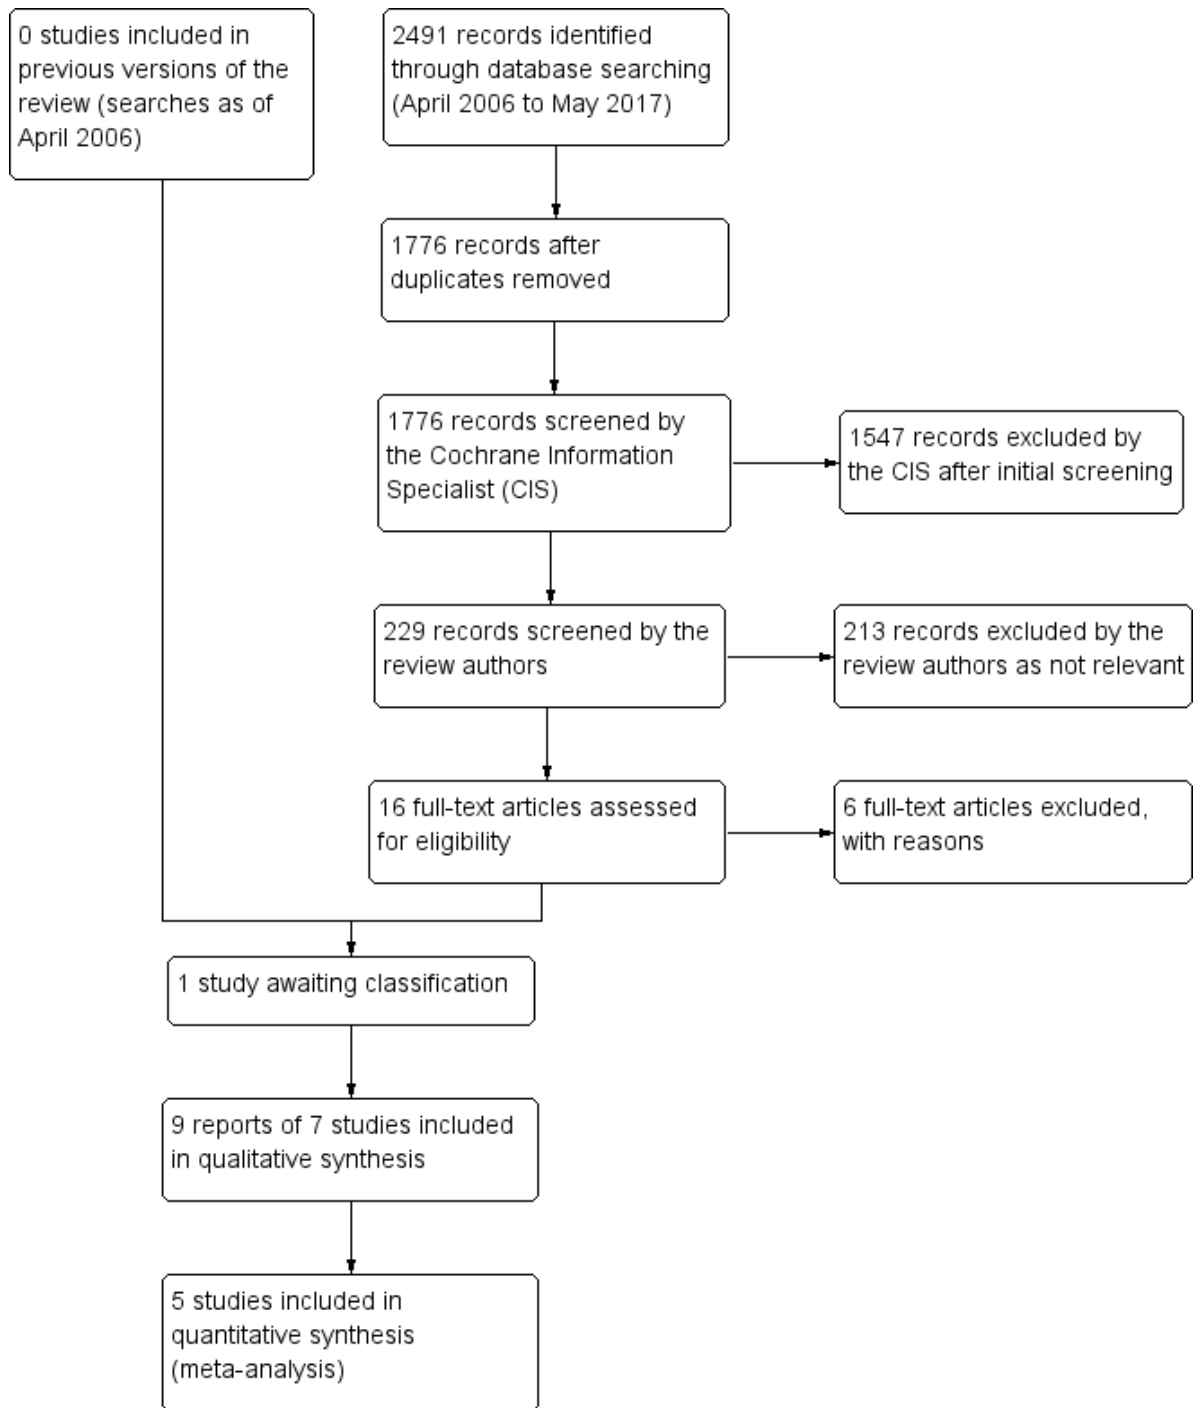 0 studies included in
previous versions of the
review (searches as of
April 2006)
2491 records identified
through database searching
(April 2006 to May 2017)
1776 records after
duplicates removed
1776 records screened by
the Cochrane Information
Specialist (CIS)
1547 records excluded by
the CIS after initial screening
229 records screened by the
review authors
213 records excluded by the
review authors as not relevant
16 full-text articles assessed
for eligibility
6 full-text articles excluded,
with reasons
1 study awaiting classification
9 reports of 7 studies included
in qualitative synthesis
5 studies included in
quantitative synthesis
(meta-analysis)